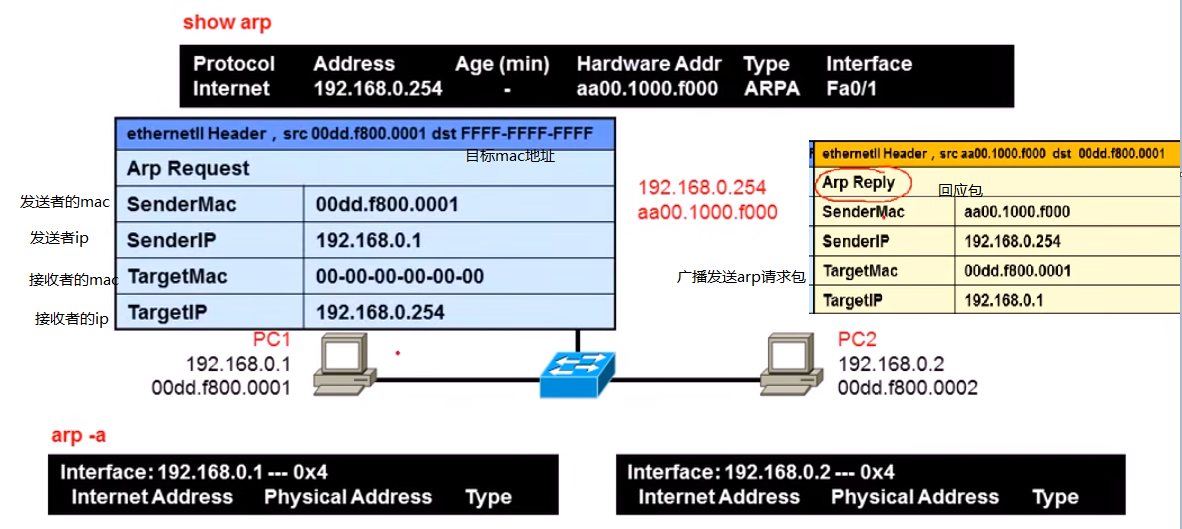 show arp
Protocol Address Age (min) Hardware Addr Type Interface
Internet 192.168.0.254 - aa00.1000.f000 ARPA Fa0/1
ethernetII Header，src 00dd.f800.0001 dst FFFF-FFFF-FFFF
目标mac地址
Arp Request
发送者的mac
SenderMac 00dd.f800.0001
发送者ip
SenderIP 192.168.0.1
接收者的mac
TargetMac 00-00-00-00-00-00
接收者的ip
TargetIP 192.168.0.254
192.168.0.254
aa00.1000.f000
广播发送arp请求包
ethernetII Header，src aa00.1000.f000 dst 00dd.f800.0001
Arp Reply
回应包
SenderMac aa00.1000.f000
SenderIP 192.168.0.254
TargetMac 00dd.f800.0001
TargetIP 192.168.0.1
PC1
192.168.0.1
00dd.f800.0001
PC2
192.168.0.2
00dd.f800.0002
arp -a
Interface: 192.168.0.1 --- 0x4
Internet Address Physical Address Type
Interface: 192.168.0.2 --- 0x4
Internet Address Physical Address Type